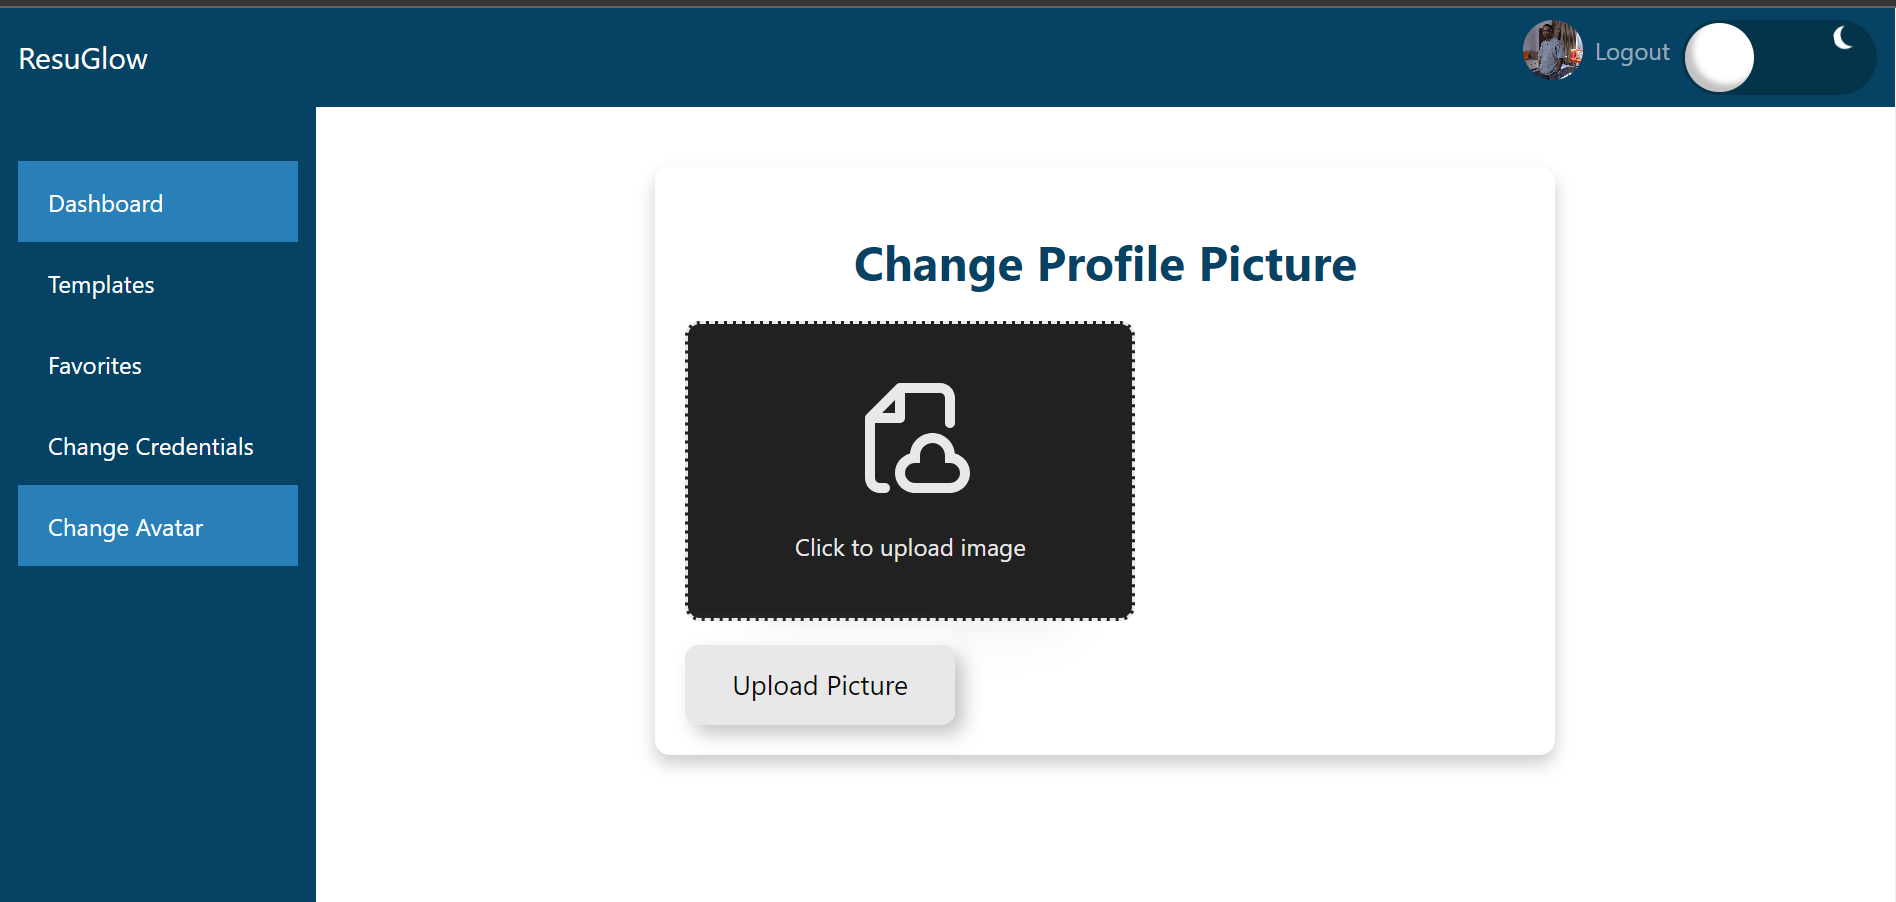 ResuGlow
Logout
Dashboard
Templates
Favorites
Change Credentials
Change Avatar
Change Profile Picture
Click to upload image
Upload Picture